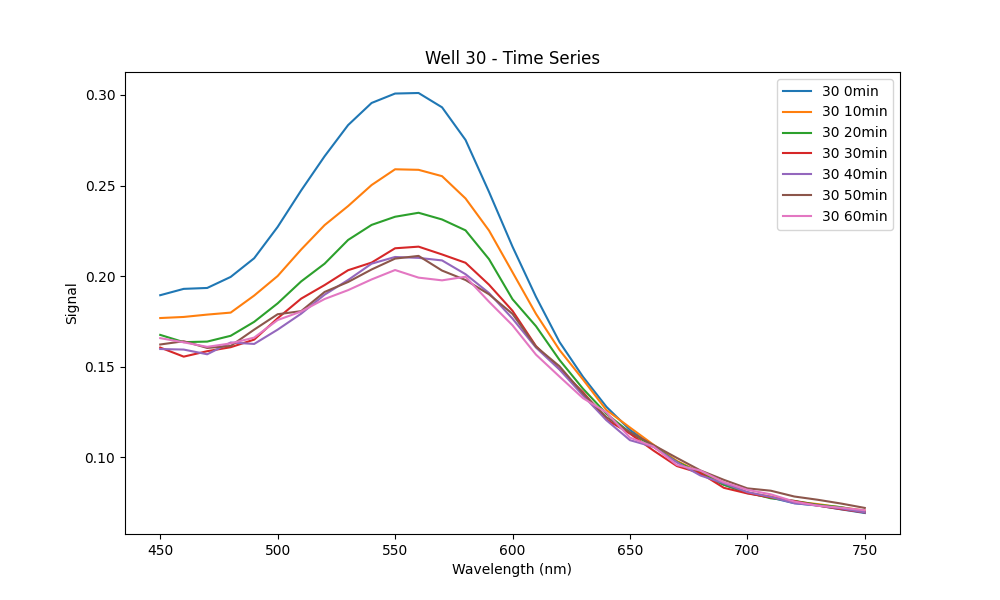 Well 30 - Time Series
Signal
0.30
0.25
0.20
0.15
0.10
30 0min
30 10min
30 20min
30 30min
30 40min
30 50min
30 60min
450 500 550 600 650 700 750
Wavelength (nm)